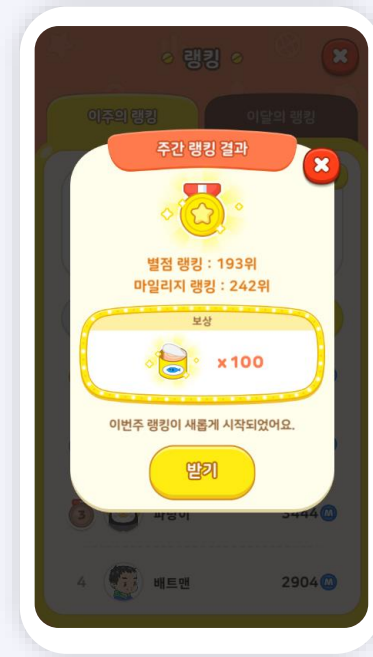 랭킹
이주의 랭킹
이달의 랭킹
주간 랭킹 결과
별점 랭킹 : 193위
마일리지 랭킹 : 242위
보상
x 100
이번주 랭킹이 새롭게 시작되었어요.
받기
3
3444 M
4 배트맨 2904 M